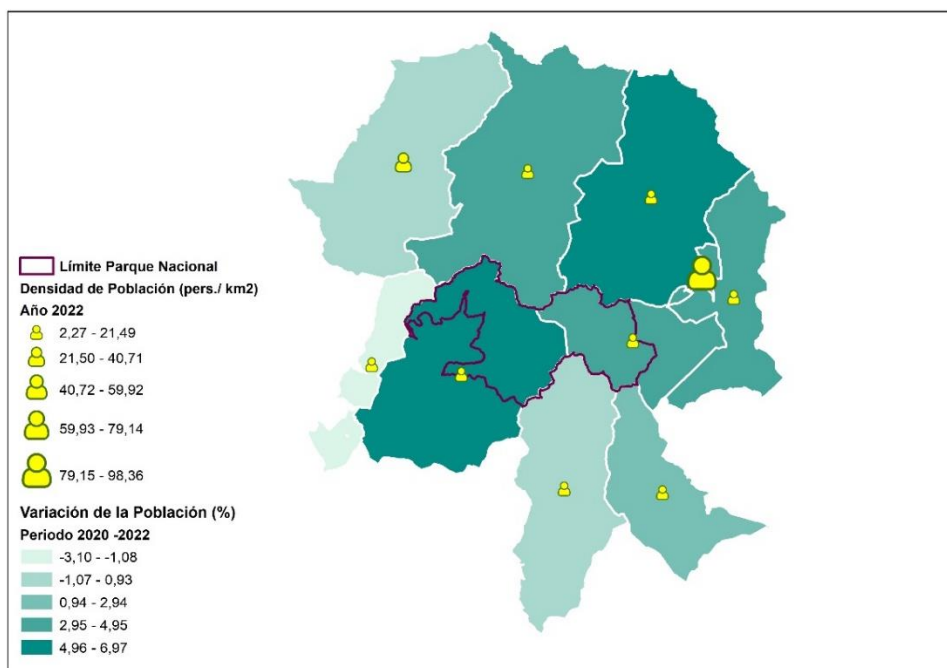 Límite Parque Nacional
Densidad de Población (pers./ km2)
Año 2022
2,27 - 21,49
21,50 - 40,71
40,72 - 59,92
59,93 - 79,14
79,15 - 98,36
Variación de la Población (%)
Periodo 2020 -2022
-3,10 - -1,08
-1,07 - 0,93
0,94 - 2,94
2,95 - 4,95
4,96 - 6,97